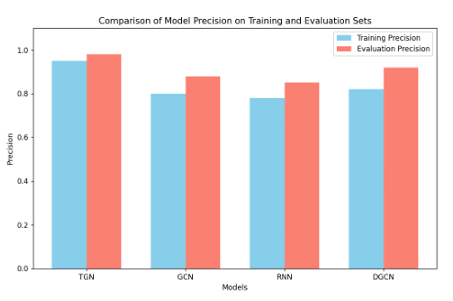 Comparison of Model Precision on Training and Evaluation Sets
Training Precision
Evaluation Precision
1.0
0.8
0.6
0.4
0.2
0.0
Precision
TGN GCN RNN DGCN
Models